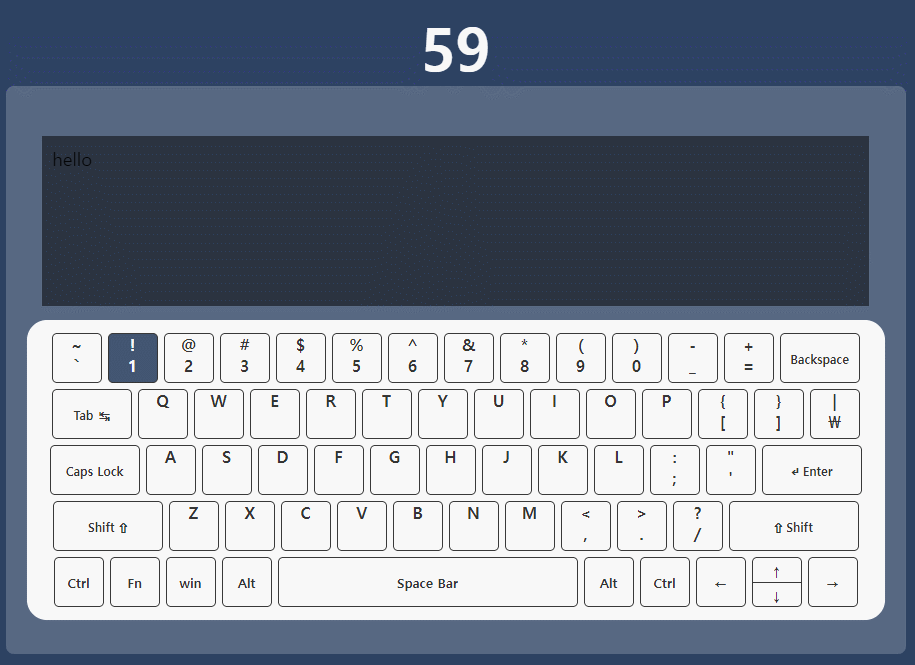 59
hello
~ ! @ # $ % ^ & * ( ) - +
` 1 2 3 4 5 6 7 8 9 0 _ = Backspace
Tab ↹ Q W E R T Y U I O P { } |
[ ] ₩
Caps Lock A S D F G H J K L : " ↵ Enter
; '
Shift ⇧ Z X C V B N M < > ? ⇧ Shift
, . /
Ctrl Fn win Alt Space Bar Alt Ctrl ← ↑ →
↓